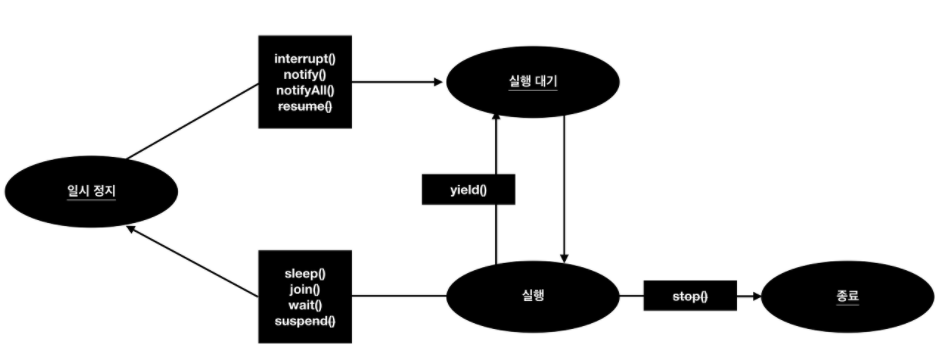 interrupt()
notify()
notifyAll()
resume()
실행 대기
일시 정지
yield()
sleep()
join()
wait()
suspend()
실행
stop()
종료